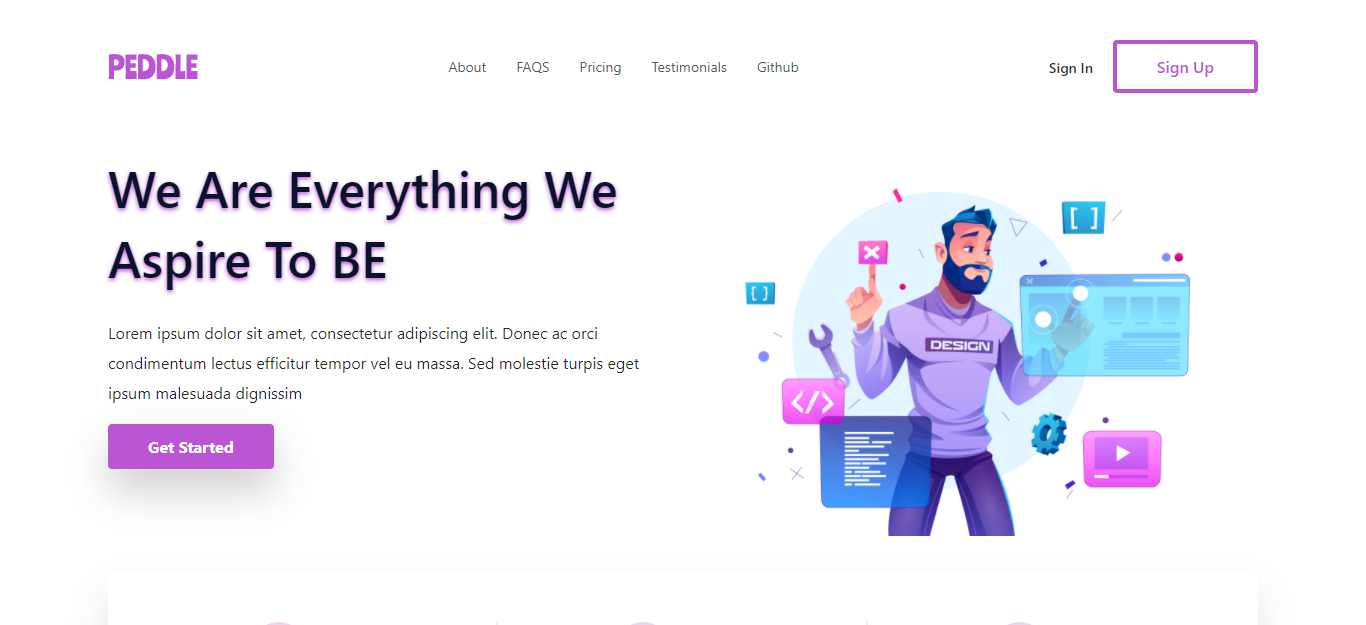 PEDDLE
About
FAQS
Pricing
Testimonials
Github
Sign In
Sign Up
We Are Everything We
Aspire To BE
Lorem ipsum dolor sit amet, consectetur adipiscing elit. Donec ac orci
condimentum lectus efficitur tempor vel eu massa. Sed molestie turpis eget
ipsum malesuada dignissim
Get Started
[ ]
[ ]
DESIGN
</>